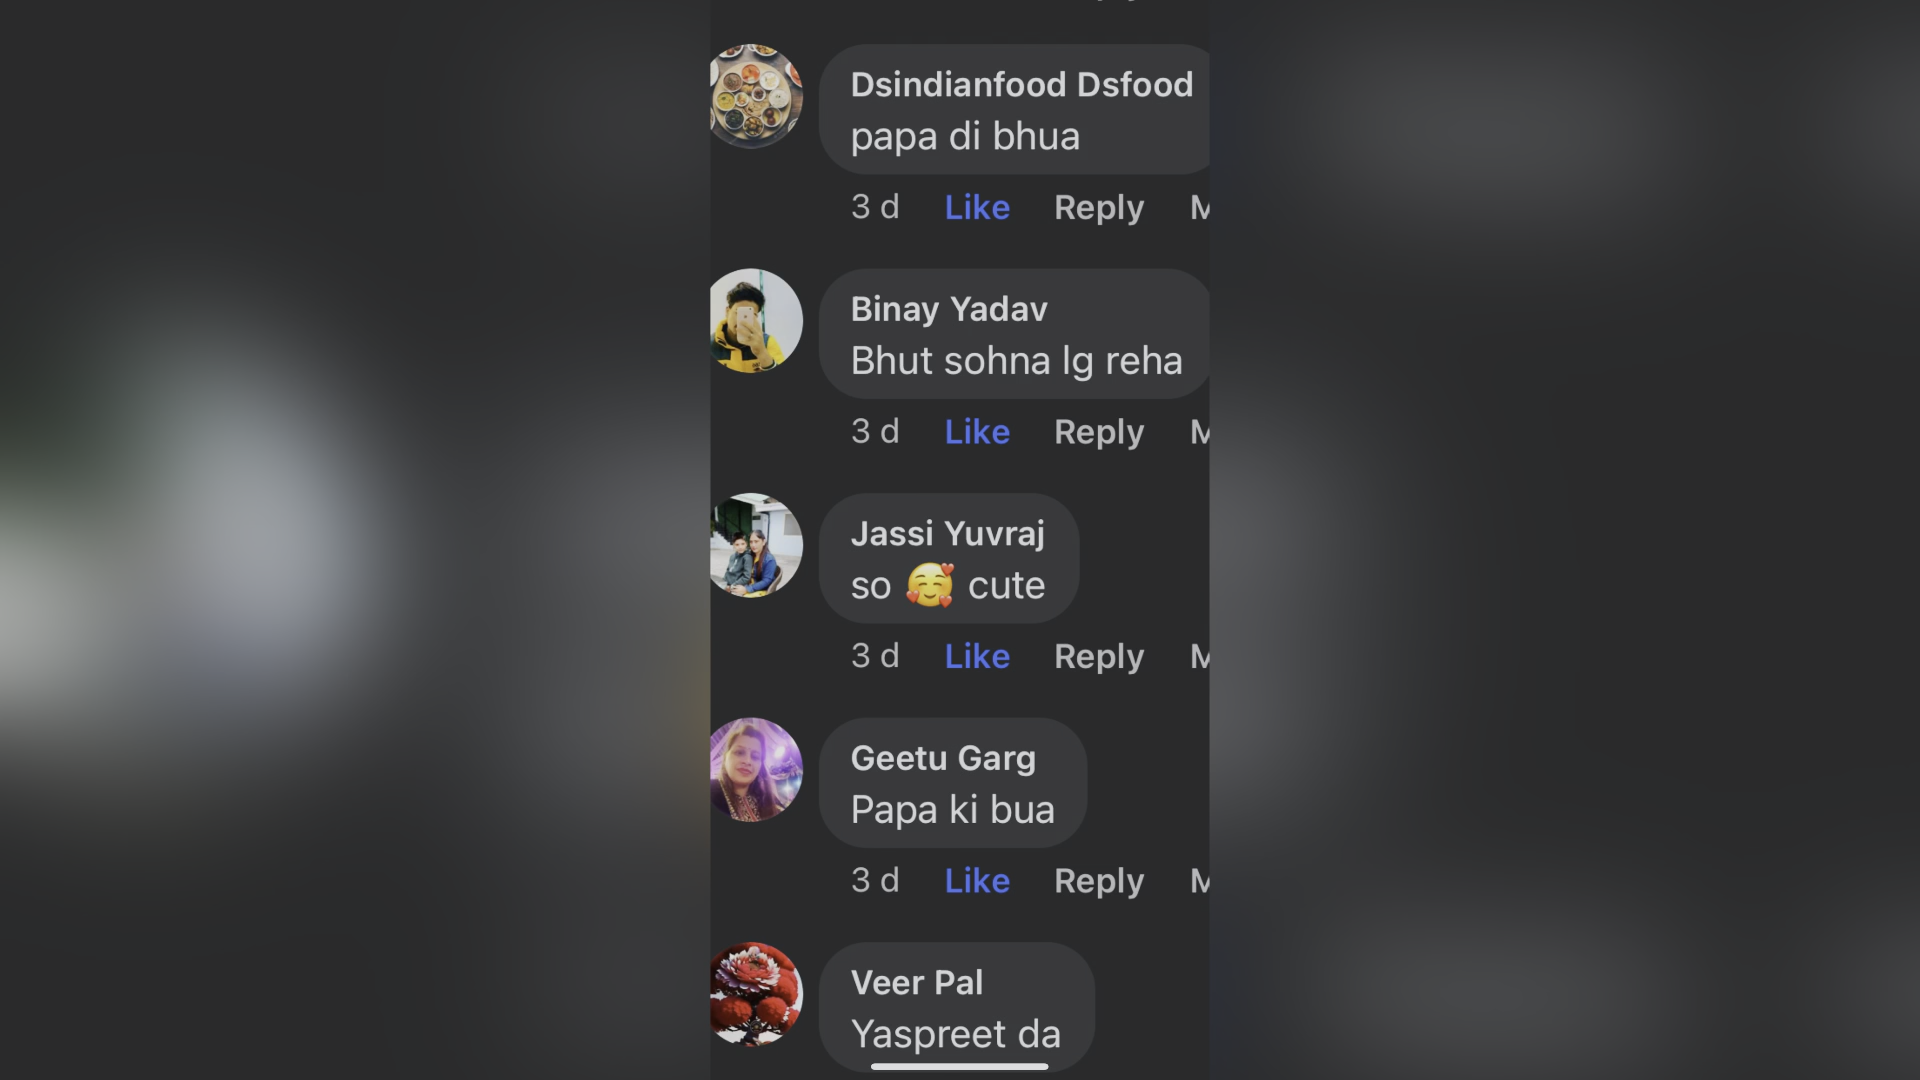 Dsindianfood Dsfood
papa di bhua
3 d Like Reply
Binay Yadav
Bhut sohna lg reha
3 d Like Reply
Jassi Yuvraj
so 🥰 cute
3 d Like Reply
Geetu Garg
Papa ki bua
3 d Like Reply
Veer Pal
Yaspreet da